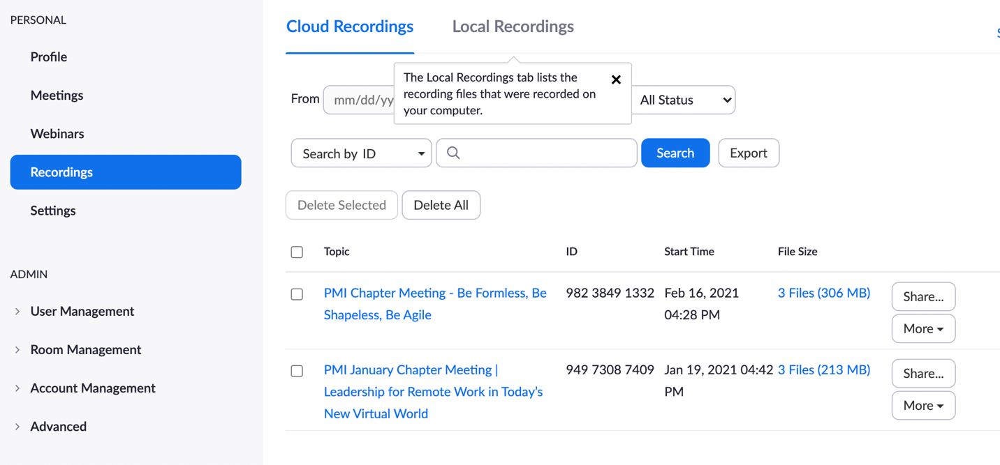 PERSONAL
Profile
Meetings
Webinars
Recordings
Settings
ADMIN
User Management
Room Management
Account Management
Advanced
Cloud Recordings Local Recordings
The Local Recordings tab lists the
recording files that were recorded on
your computer.
From mm/dd/yy All Status
Search by ID Search Export
Delete Selected Delete All
Topic ID Start Time File Size
PMI Chapter Meeting - Be Formless, Be 982 3849 1332 Feb 16, 2021 3 Files (306 MB) Share...
Shapeless, Be Agile 04:28 PM
More
PMI January Chapter Meeting | 949 7308 7409 Jan 19, 2021 04:42 3 Files (213 MB) Share...
Leadership for Remote Work in Today’s PM
More
New Virtual World